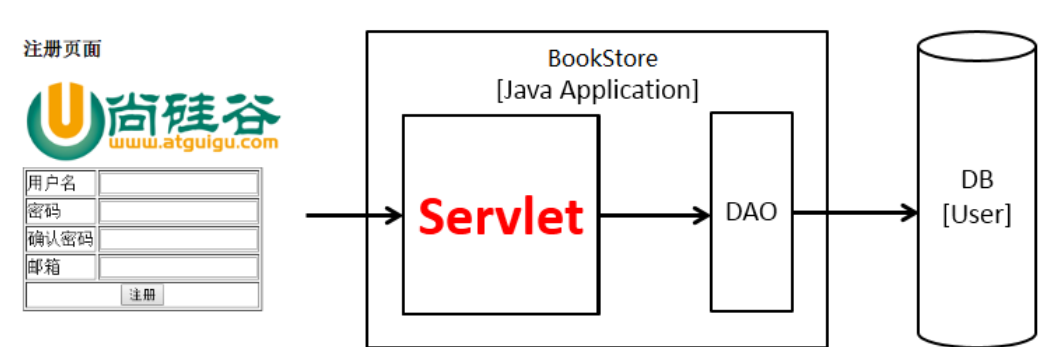 注册页面
尚硅谷
www.atguigu.com
用户名
密码
确认密码
邮箱
注册
BookStore
[Java Application]
Servlet
DAO
DB
[User]